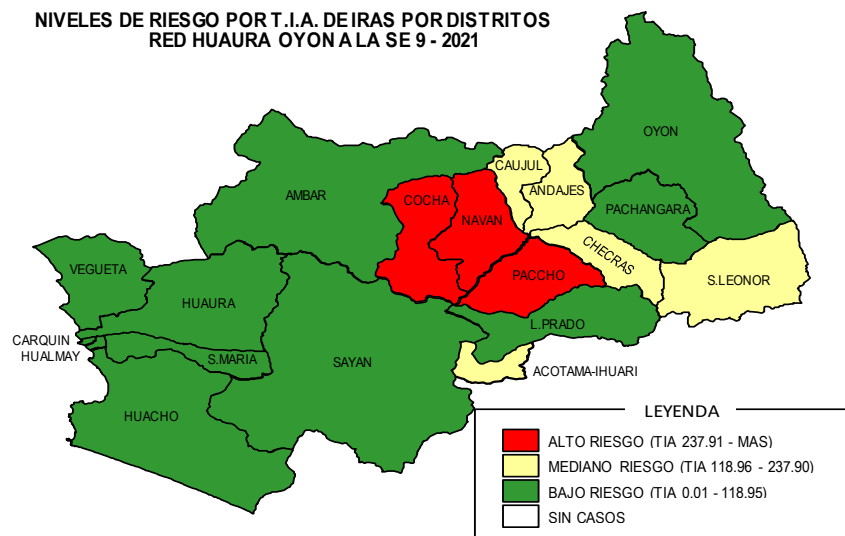 NIVELES DE RIESGO POR T.I.A. DE IRAS POR DISTRITOS
RED HUAURA OYON A LA SE 9 - 2021
OYON
CAUJUL
ANDAJES
AMBAR
COCHA
NAVAN
PACHANGARA
CHECRAS
VEGUETA
PACCHO
S.LEONOR
HUAURA
L.PRADO
CARQUIN
HUALMAY
S.MARIA
SAYAN
ACOTAMA-IHUARI
HUACHO
LEYENDA
ALTO RIESGO (TIA 237.91 - MAS)
MEDIANO RIESGO (TIA 118.96 - 237.90)
BAJO RIESGO (TIA 0.01 - 118.95)
SIN CASOS